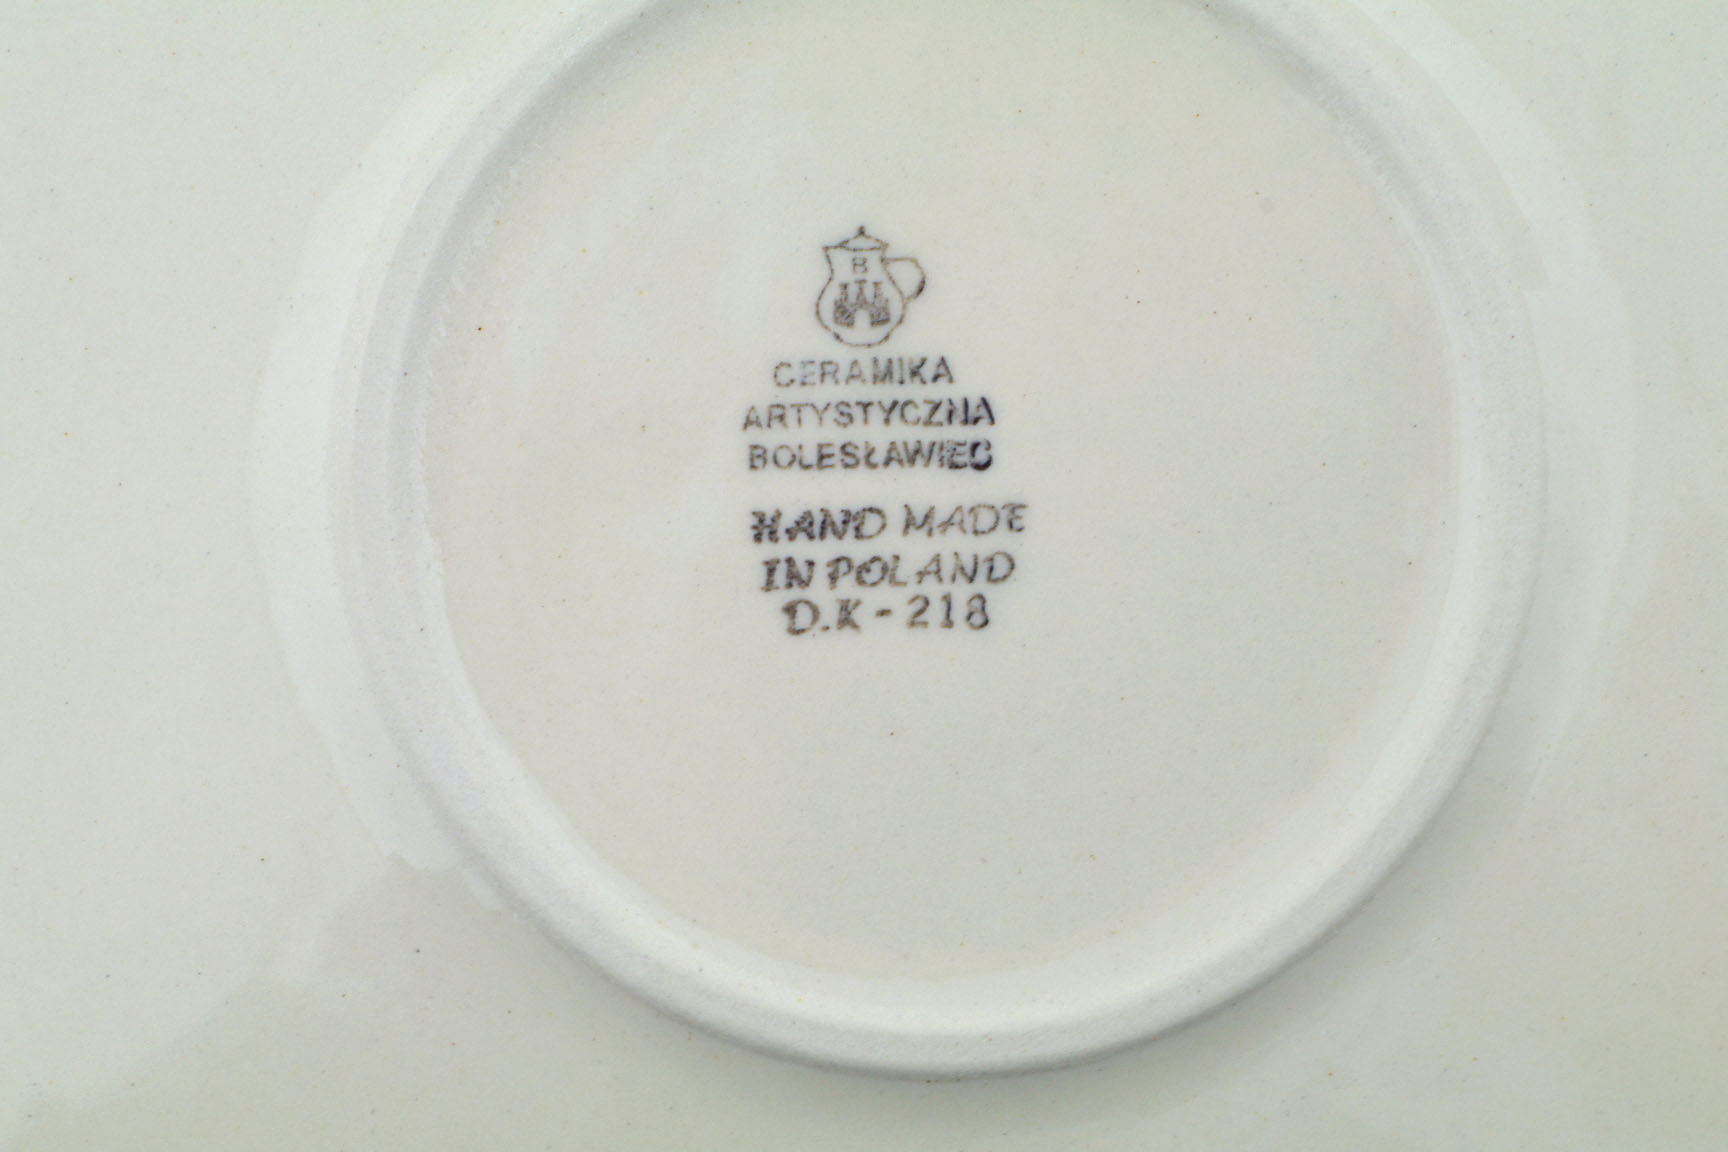 B
CERAMIKA
ARTYSTYCZNA
BOLESŁAWIEC
HAND MADE
IN POLAND
D.K - 218